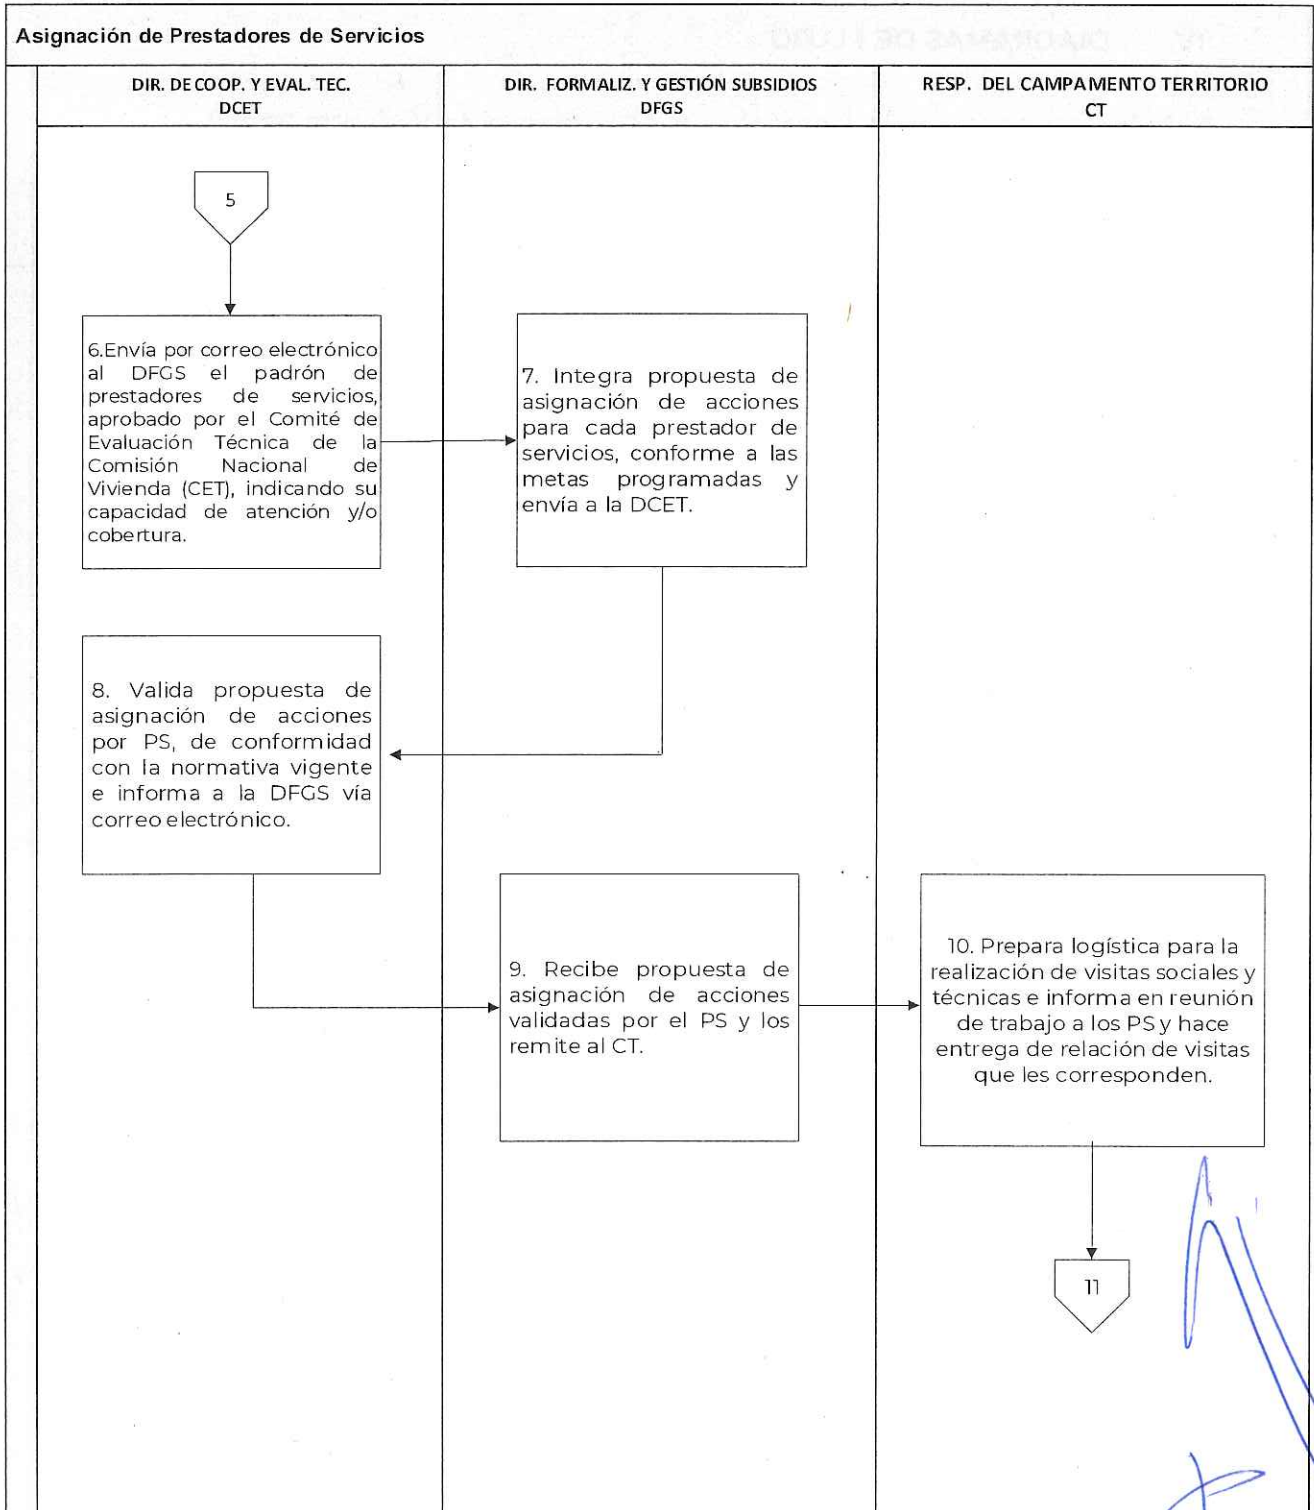 Asignación de Prestadores de Servicios
DIR. DE COOP. Y EVAL. TEC.
DCET
DIR. FORMALIZ. Y GESTIÓN SUBSIDIOS
DFGS
RESP. DEL CAMPAMENTO TERRITORIO
CT
5
6.Envía por correo electrónico
al DFGS el padrón de
prestadores de servicios,
aprobado por el Comité de
Evaluación Técnica de la
Comisión Nacional de
Vivienda (CET), indicando su
capacidad de atención y/o
cobertura.
7. Integra propuesta de
asignación de acciones
para cada prestador de
servicios, conforme a las
metas programadas y
envía a la DCET.
8. Valida propuesta de
asignación de acciones
por PS, de conformidad
con la normativa vigente
e informa a la DFGS vía
correo electrónico.
9. Recibe propuesta de
asignación de acciones
validadas por el PS y los
remite al CT.
10. Prepara logística para la
realización de visitas sociales y
técnicas e informa en reunión
de trabajo a los PS y hace
entrega de relación de visitas
que les corresponden.
11